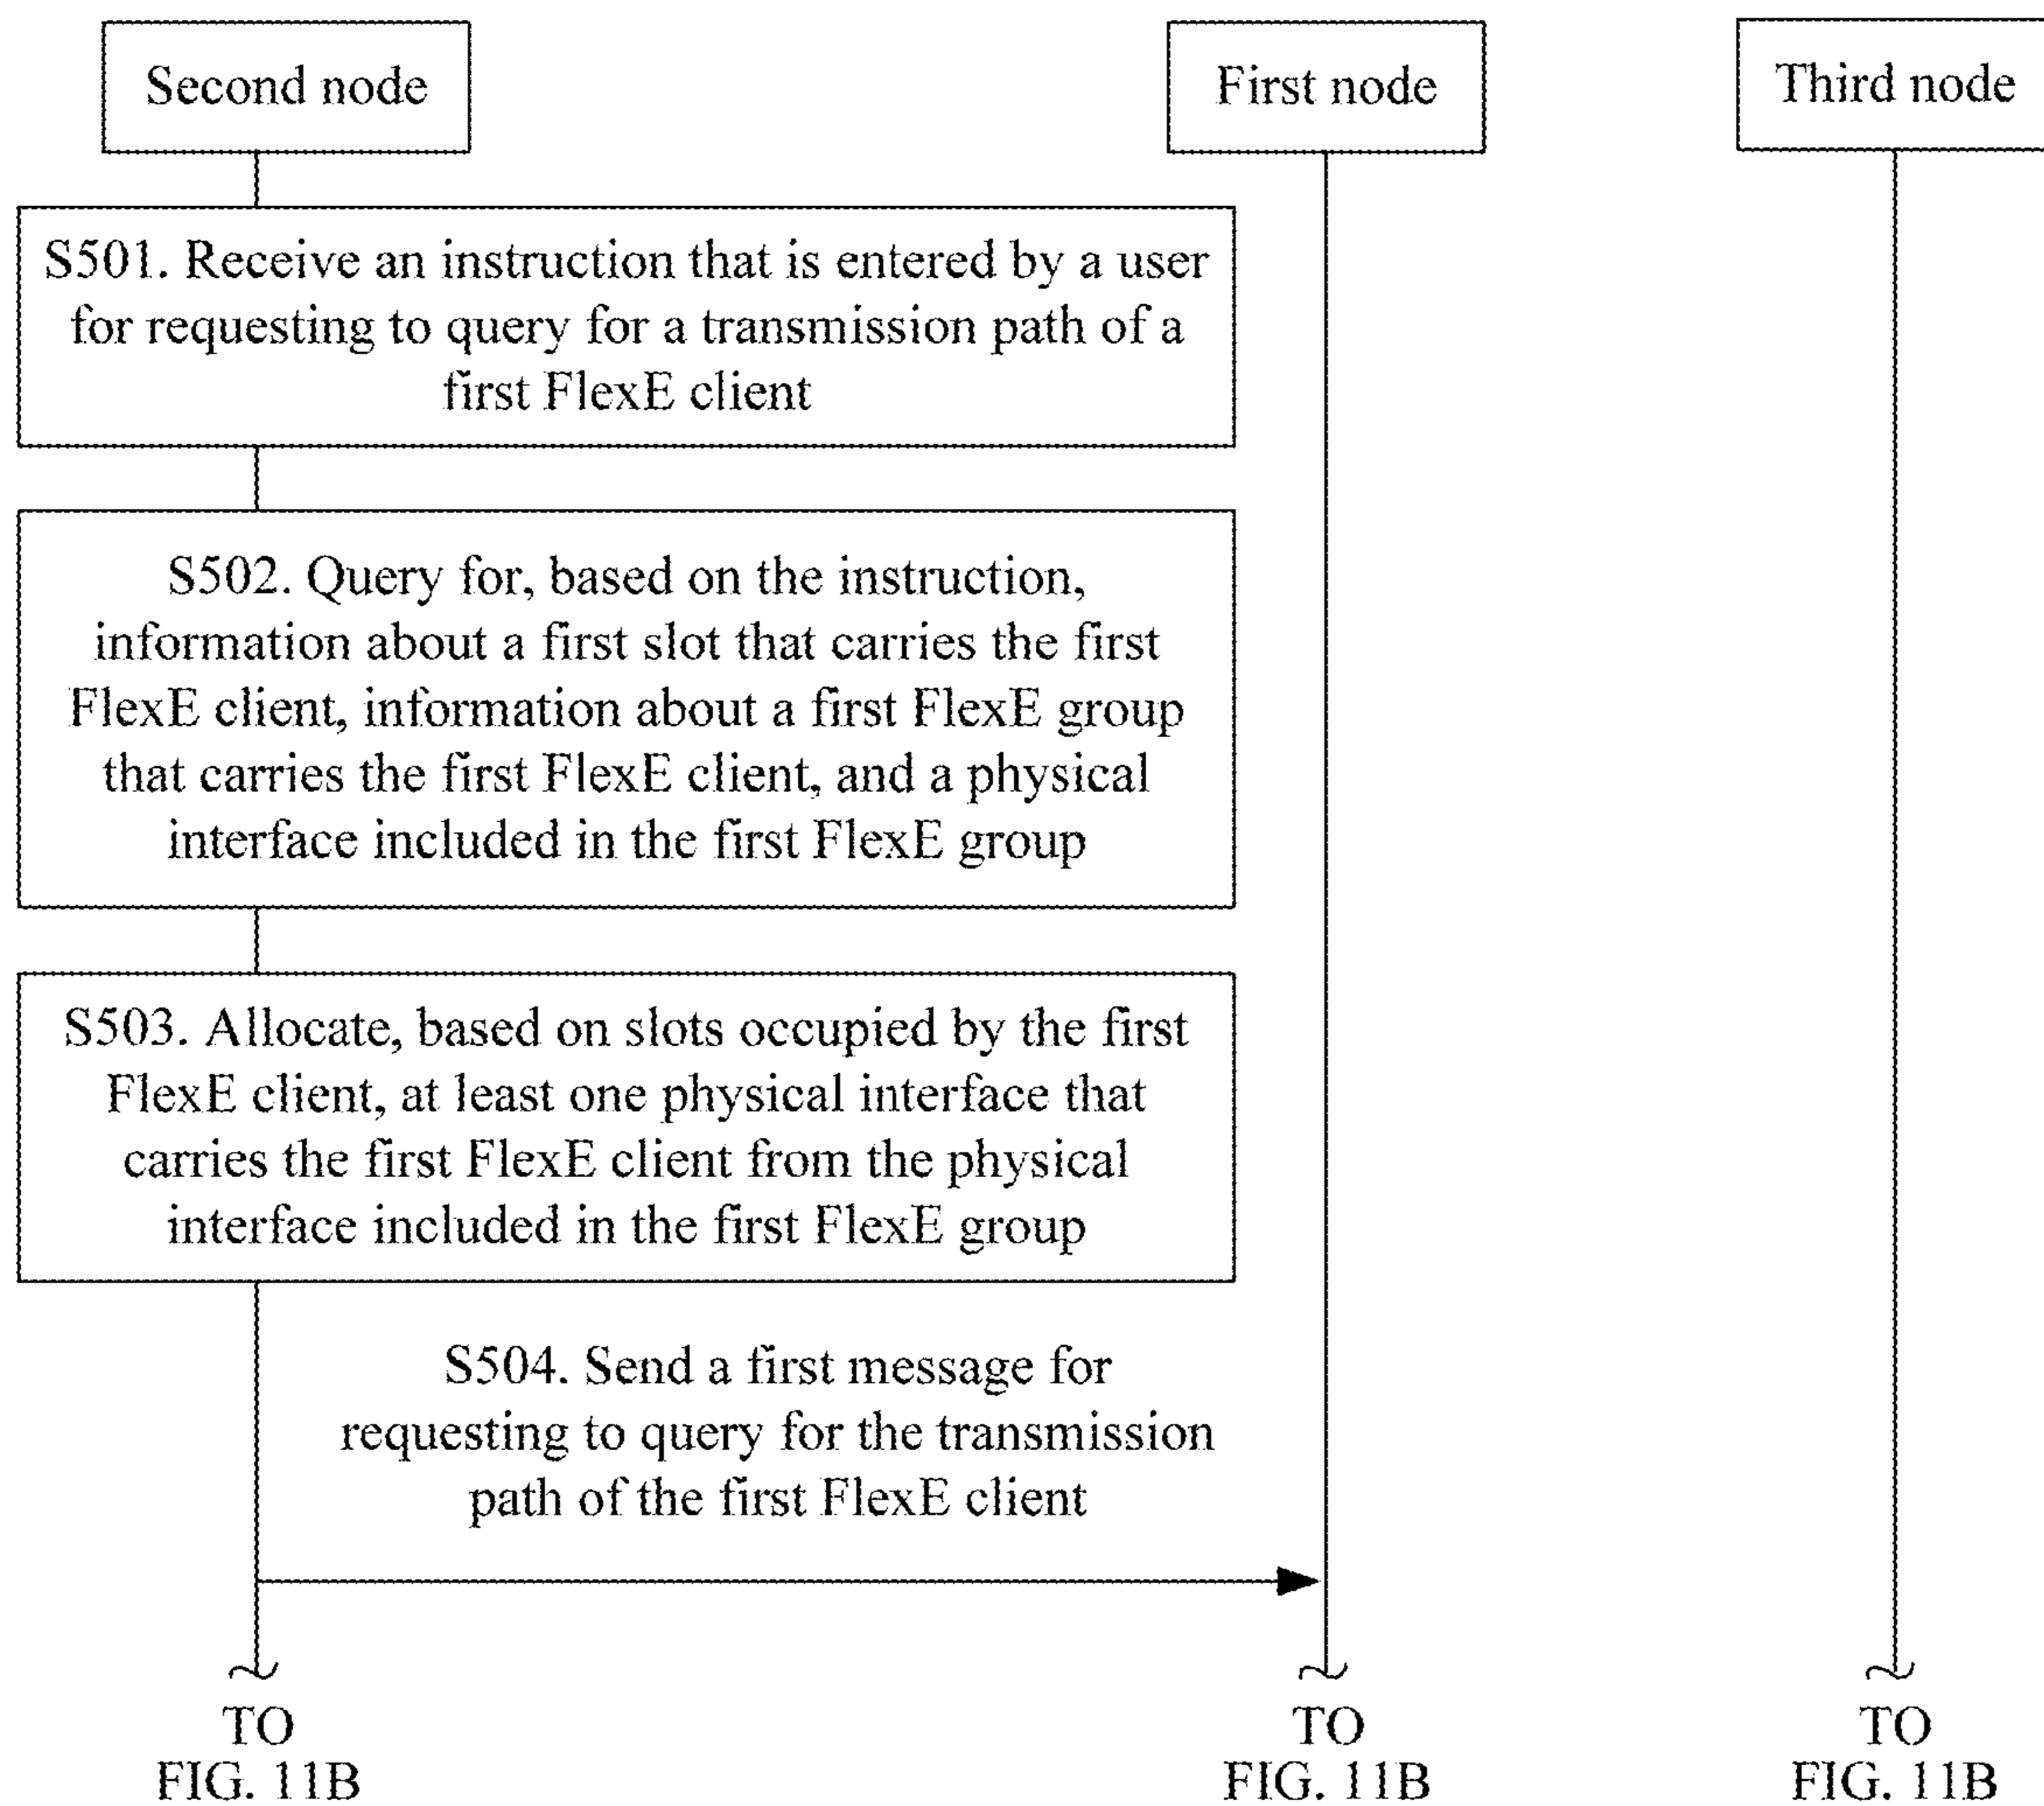 Second node
First node
Third node
S501. Receive an instruction that is entered by a user
for requesting to query for a transmission path of a
first FlexE client
S502. Query for, based on the instruction,
information about a first slot that carries the first
FlexE client, information about a first FlexE group
that carries the first FlexE client, and a physical
interface included in the first FlexE group
S503. Allocate, based on slots occupied by the first
FlexE client, at least one physical interface that
carries the first FlexE client from the physical
interface included in the first FlexE group
S504. Send a first message for
requesting to query for the transmission
path of the first FlexE client
TO
FIG. 11B
TO
FIG. 11B
TO
FIG. 11B